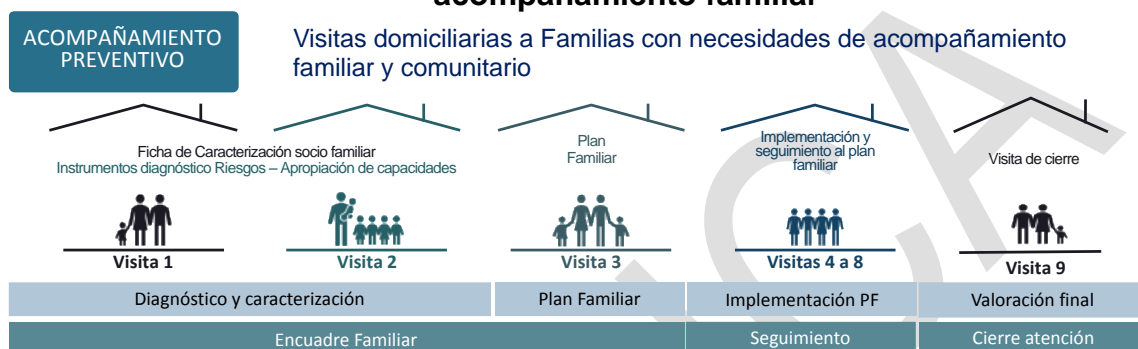 acompañamiento familiar
ACOMPAÑAMIENTO
PREVENTIVO
Visitas domiciliarias a Familias con necesidades de acompañamiento
familiar y comunitario
Ficha de Caracterización socio familiar
Instrumentos diagnóstico Riesgos – Apropiación de capacidades
Plan
Familiar
Implementación y
seguimiento al plan
familiar
Visita de cierre
Visita 1
Visita 2
Visita 3
Visitas 4 a 8
Visita 9
Diagnóstico y caracterización
Plan Familiar
Implementación PF
Valoración final
Encuadre Familiar
Seguimiento
Cierre atención